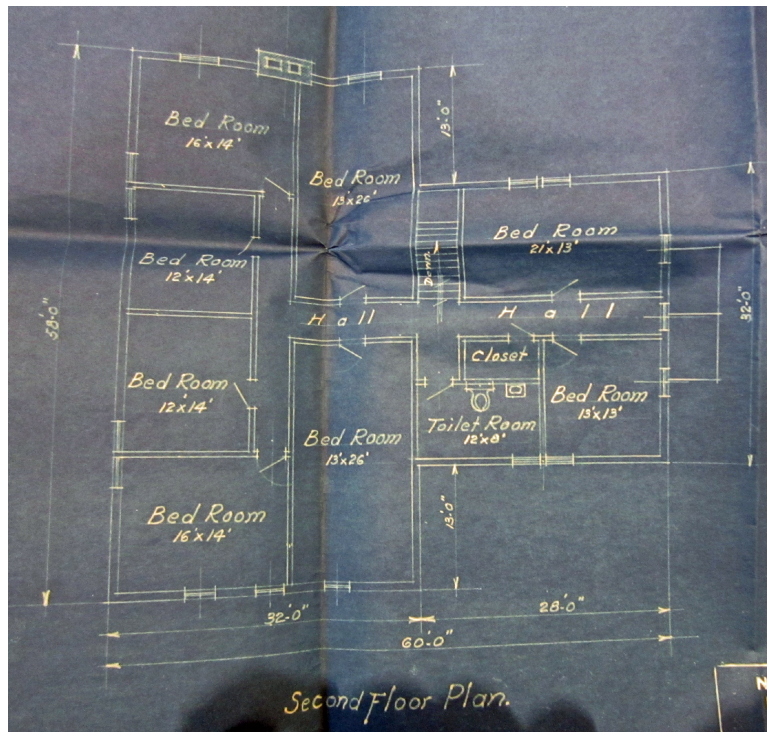 Bed Room
16'x14'
Bed Room
13'x26'
13'-0"
Bed Room
21'x13'
Bed Room
12'x14'
Down
58'-0"
32'-0"
Hall
Hall
Closet
Bed Room
12'x14'
Bed Room
13'x13'
Toilet Room
12'x8'
Bed Room
13'x26'
Bed Room
16'x14'
13'-0"
32'-0"
28'-0"
60'-0"
Second Floor Plan.
N